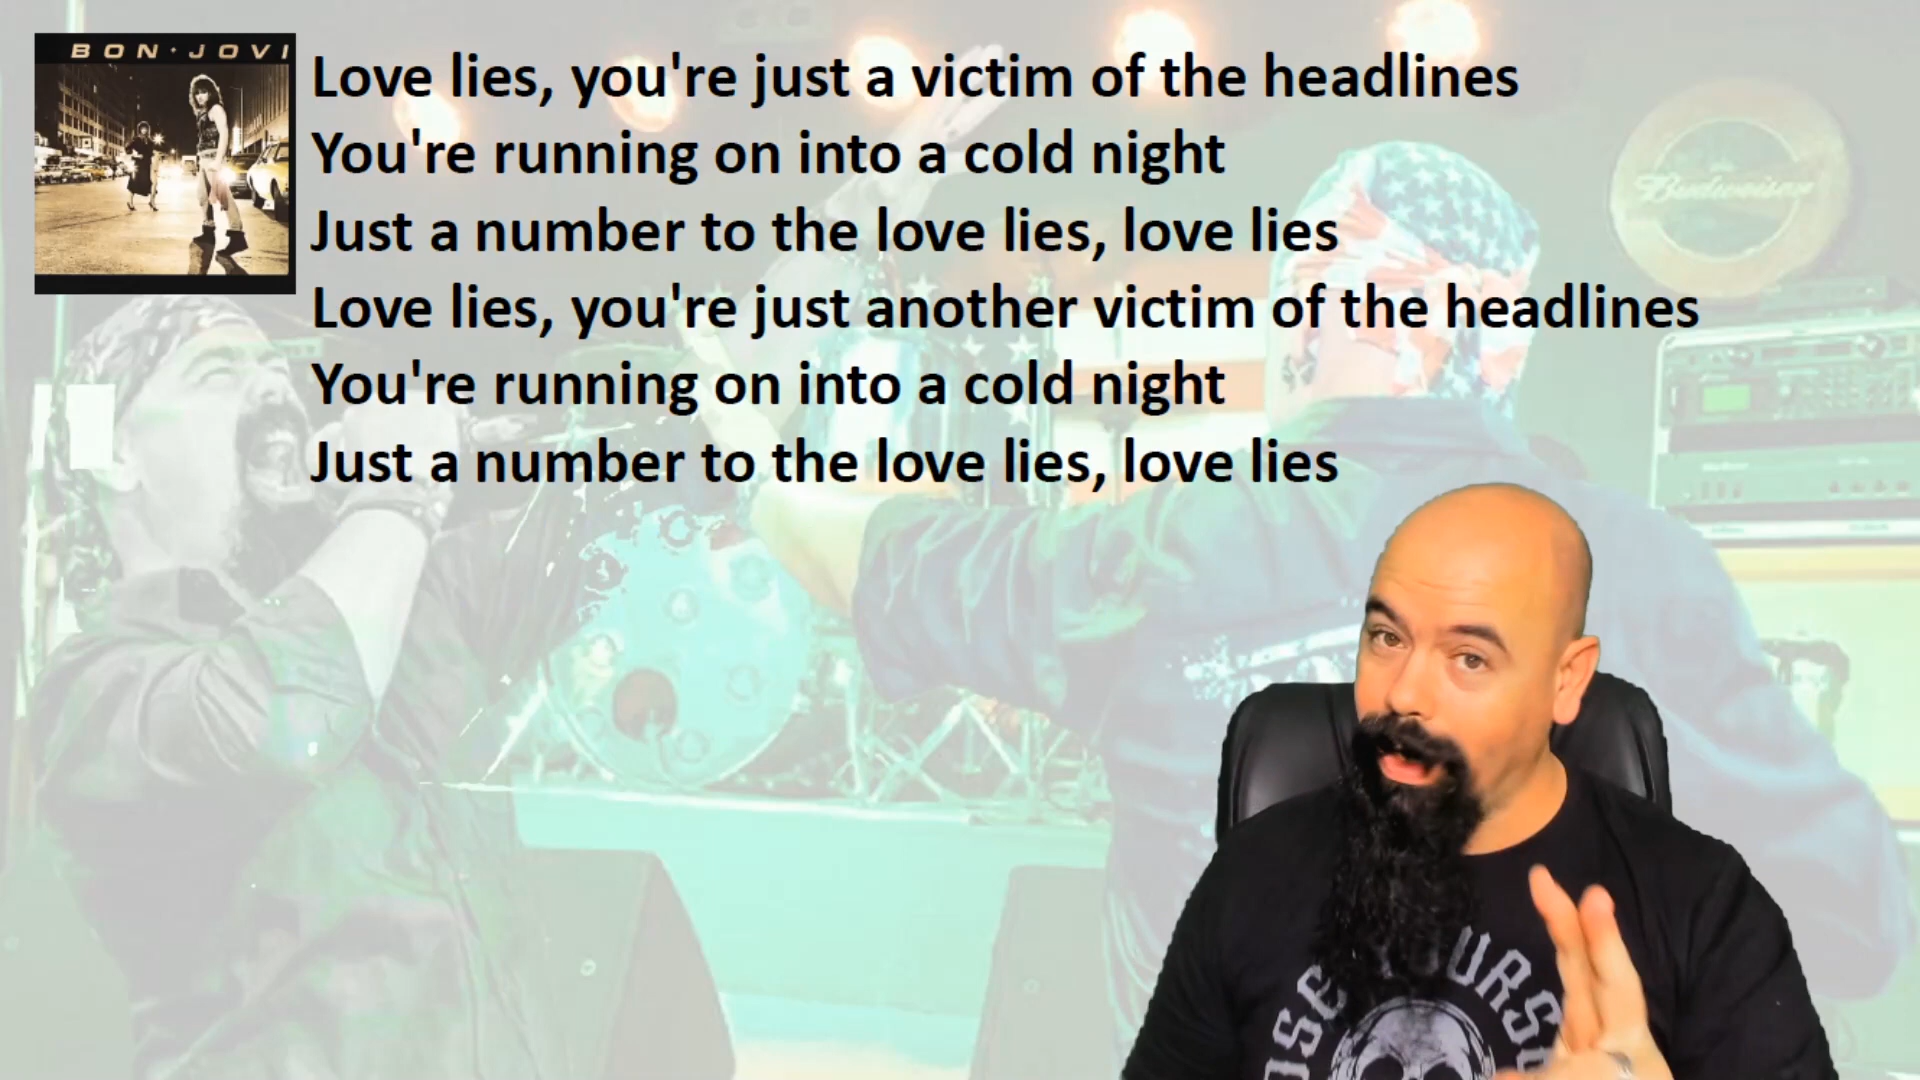 BON·JOVI
Love lies, you're just a victim of the headlines
You're running on into a cold night
Just a number to the love lies, love lies
Love lies, you're just another victim of the headlines
You're running on into a cold night
Just a number to the love lies, love lies
Budweiser